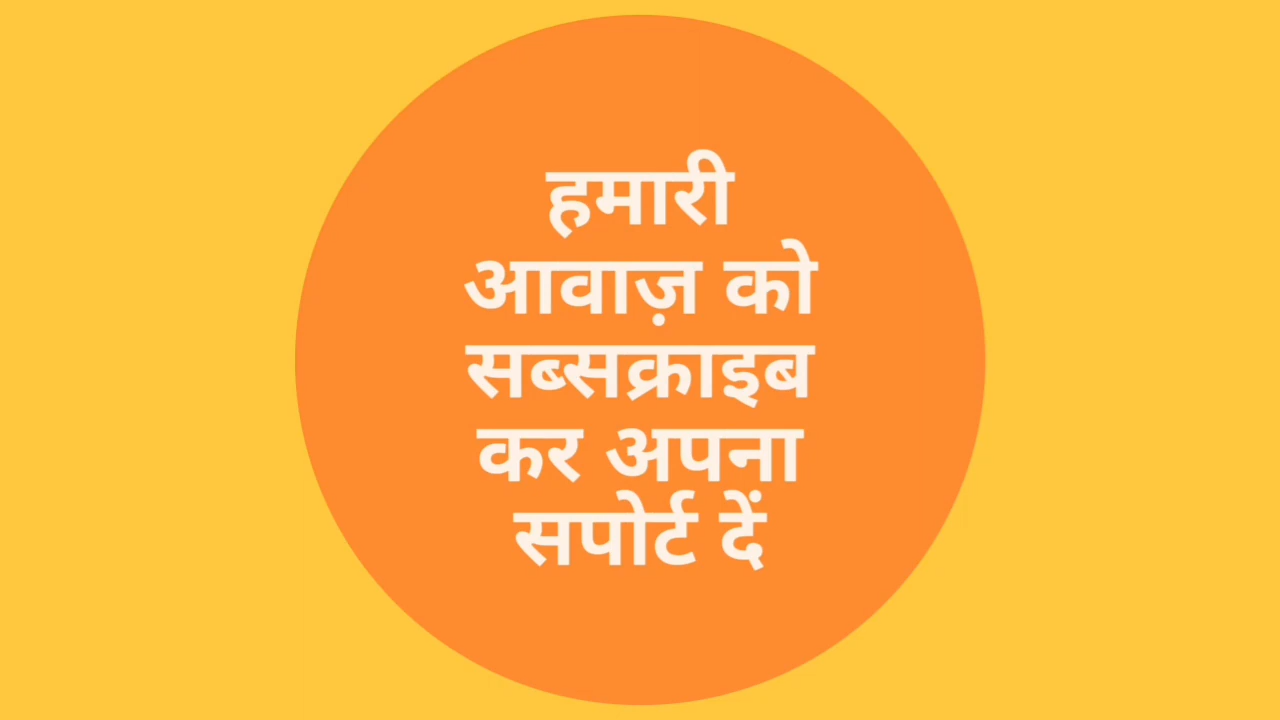 हमारी
आवाज़ को
सब्सक्राइब
कर अपना
सपोर्ट दें